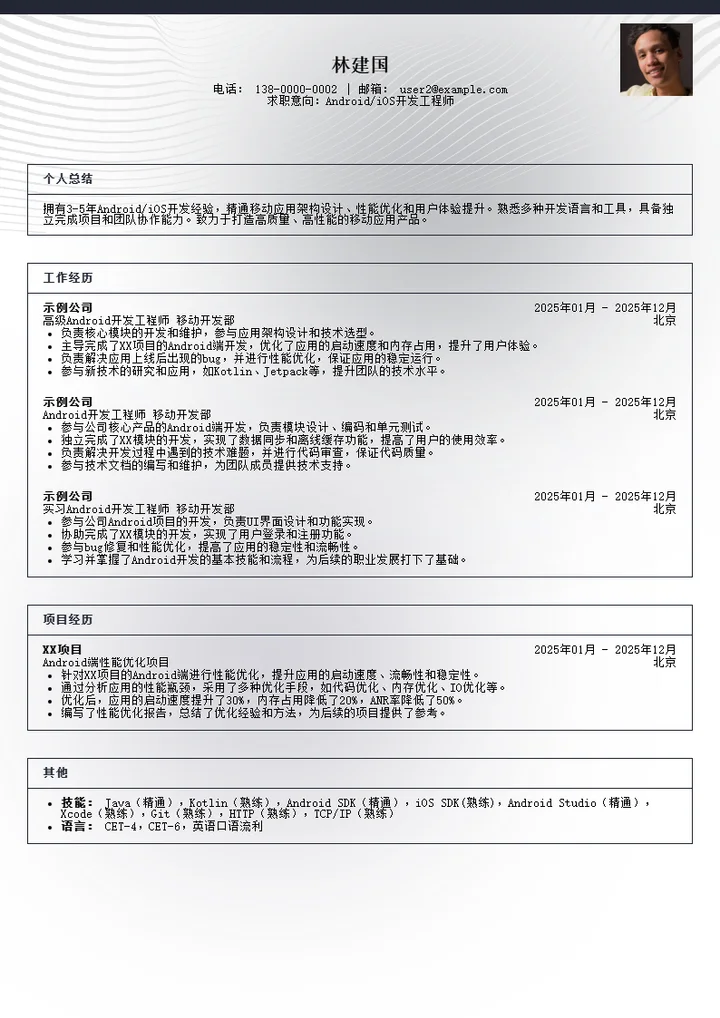 林建国
电话： 138-0000-0002 | 邮箱： user2@example.com
求职意向：Android/iOS开发工程师
个人总结
拥有3-5年Android/iOS开发经验，精通移动应用架构设计、性能优化和用户体验提升。熟悉多种开发语言和工具，具备独
立完成项目和团队协作能力。致力于打造高质量、高性能的移动应用产品。
工作经历
示例公司 2025年01月 - 2025年12月
高级Android开发工程师 移动开发部 北京
• 负责核心模块的开发和维护，参与应用架构设计和技术选型。
• 主导完成了XX项目的Android端开发，优化了应用的启动速度和内存占用，提升了用户体验。
• 负责解决应用上线后出现的bug，并进行性能优化，保证应用的稳定运行。
• 参与新技术的研究和应用，如Kotlin、Jetpack等，提升团队的技术水平。
示例公司 2025年01月 - 2025年12月
Android开发工程师 移动开发部 北京
• 参与公司核心产品的Android端开发，负责模块设计、编码和单元测试。
• 独立完成了XX模块的开发，实现了数据同步和离线缓存功能，提高了用户的使用效率。
• 负责解决开发过程中遇到的技术难题，并进行代码审查，保证代码质量。
• 参与技术文档的编写和维护，为团队成员提供技术支持。
示例公司 2025年01月 - 2025年12月
实习Android开发工程师 移动开发部 北京
• 参与公司Android项目的开发，负责UI界面设计和功能实现。
• 协助完成了XX模块的开发，实现了用户登录和注册功能。
• 参与bug修复和性能优化，提高了应用的稳定性和流畅性。
• 学习并掌握了Android开发的基本技能和流程，为后续的职业发展打下了基础。
项目经历
XX项目 2025年01月 - 2025年12月
Android端性能优化项目 北京
• 针对XX项目的Android端进行性能优化，提升应用的启动速度、流畅性和稳定性。
• 通过分析应用的性能瓶颈，采用了多种优化手段，如代码优化、内存优化、IO优化等。
• 优化后，应用的启动速度提升了30%，内存占用降低了20%，ANR率降低了50%。
• 编写了性能优化报告，总结了优化经验和方法，为后续的项目提供了参考。
其他
• 技能： Java（精通），Kotlin（熟练），Android SDK（精通），iOS SDK(熟练)，Android Studio（精通），
Xcode（熟练），Git（熟练），HTTP（熟练），TCP/IP（熟练）
• 语言： CET-4，CET-6，英语口语流利